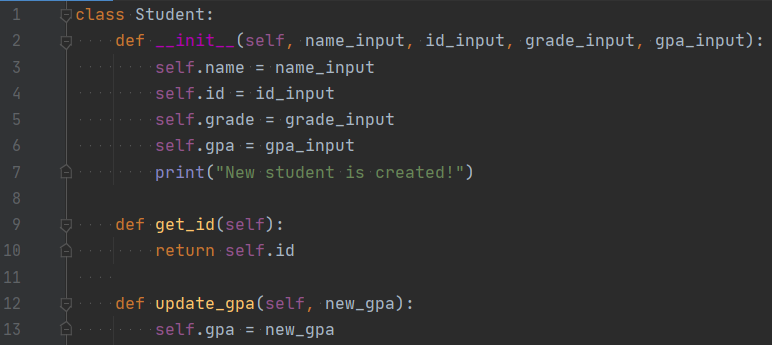 1 class Student:
2     def __init__(self, name_input, id_input, grade_input, gpa_input):
3         self.name = name_input
4         self.id = id_input
5         self.grade = grade_input
6         self.gpa = gpa_input
7         print("New student is created!")
8
9     def get_id(self):
10         return self.id
11
12     def update_gpa(self, new_gpa):
13         self.gpa = new_gpa